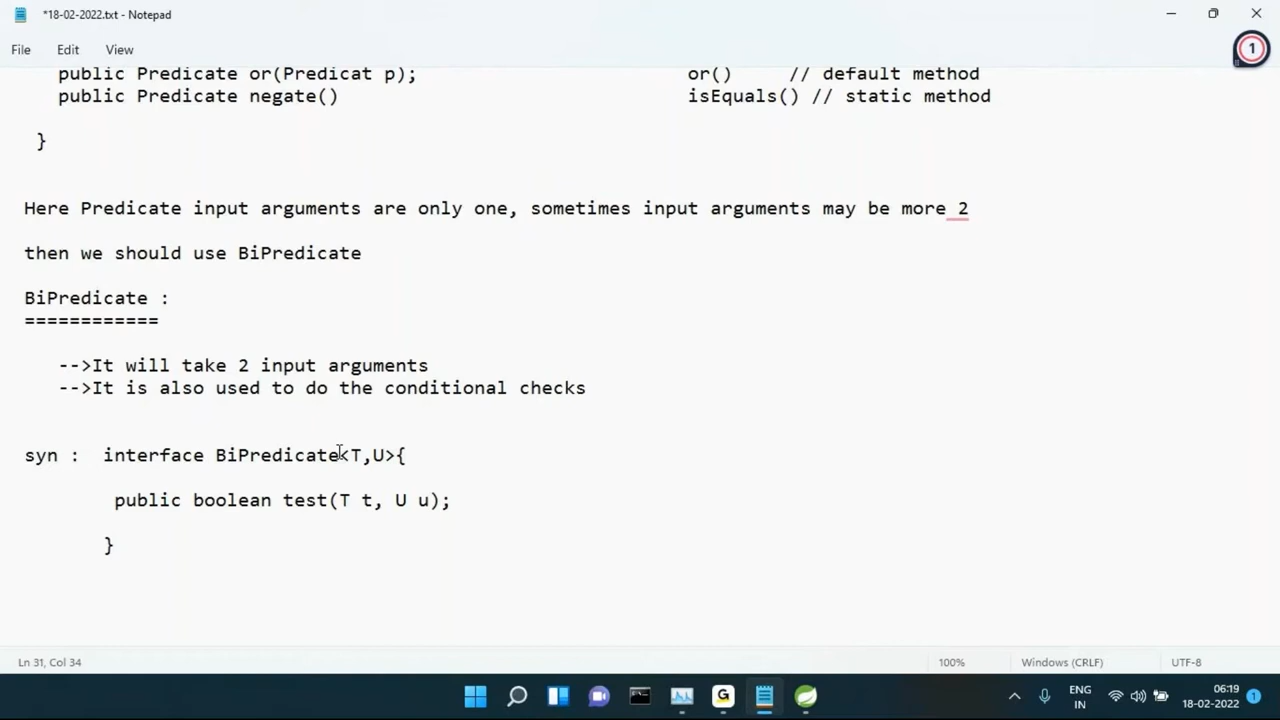 *18-02-2022.txt - Notepad
File Edit View
1
public Predicate or(Predicat p); or() // default method
public Predicate negate() isEquals() // static method
}
Here Predicate input arguments are only one, sometimes input arguments may be more 2
then we should use BiPredicate
BiPredicate :
============
-->It will take 2 input arguments
-->It is also used to do the conditional checks
syn : interface BiPredicate<T,U>{
public boolean test(T t, U u);
}
Ln 31, Col 34 100% Windows (CRLF) UTF-8
G
ENG 06:19
IN 18-02-2022 1